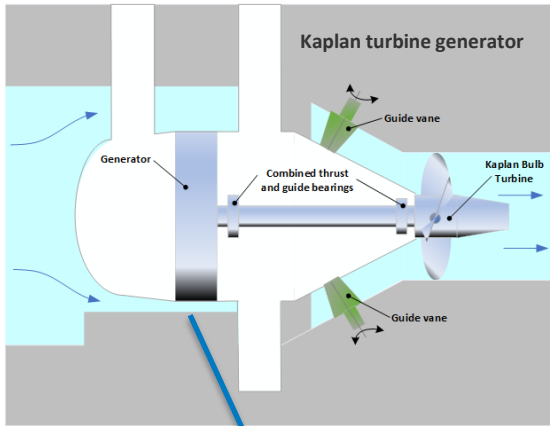 Kaplan turbine generator
Guide vane
Generator
Combined thrust
and guide bearings
Kaplan Bulb
Turbine
Guide vane